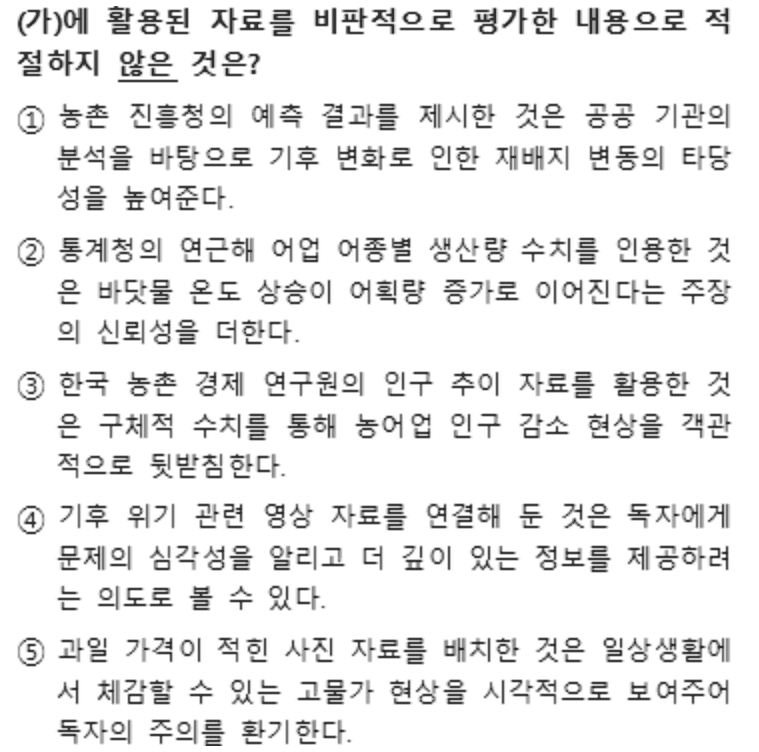 (가)에 활용된 자료를 비판적으로 평가한 내용으로 적
절하지 않은 것은?
① 농촌 진흥청의 예측 결과를 제시한 것은 공공 기관의
분석을 바탕으로 기후 변화로 인한 재배지 변동의 타당
성을 높여준다.
② 통계청의 연근해 어업 어종별 생산량 수치를 인용한 것
은 바닷물 온도 상승이 어획량 증가로 이어진다는 주장
의 신뢰성을 더한다.
③ 한국 농촌 경제 연구원의 인구 추이 자료를 활용한 것
은 구체적 수치를 통해 농어업 인구 감소 현상을 객관
적으로 뒷받침한다.
④ 기후 위기 관련 영상 자료를 연결해 둔 것은 독자에게
문제의 심각성을 알리고 더 깊이 있는 정보를 제공하려
는 의도로 볼 수 있다.
⑤ 과일 가격이 적힌 사진 자료를 배치한 것은 일상생활에
서 체감할 수 있는 고물가 현상을 시각적으로 보여주어
독자의 주의를 환기한다.